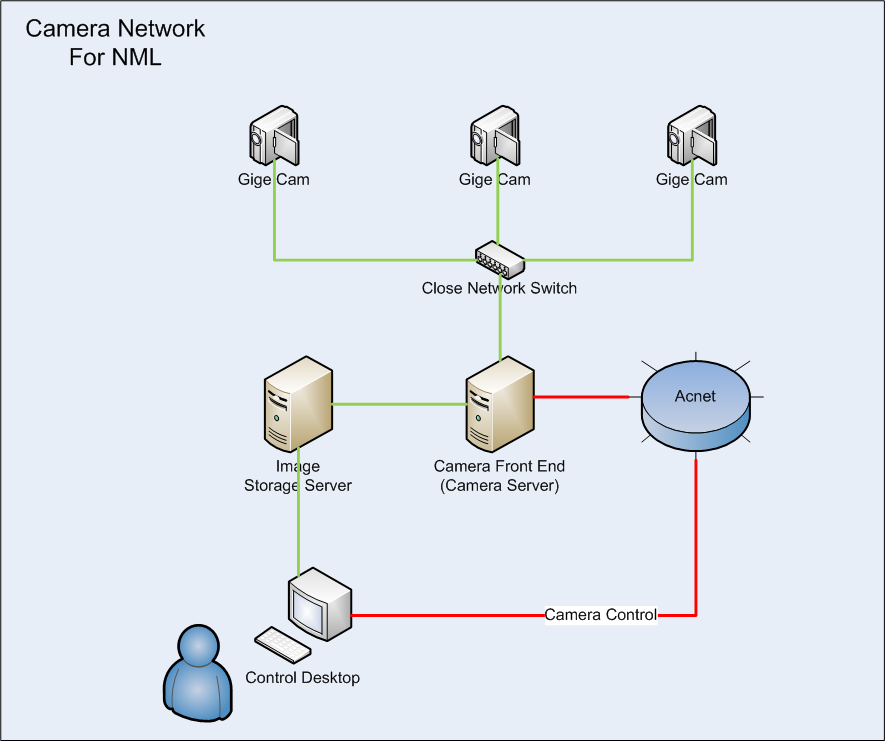 Camera Network
For NML
Gige Cam
Gige Cam
Gige Cam
Close Network Switch
Acnet
Image
Storage Server
Camera Front End
(Camera Server)
Camera Control
Control Desktop